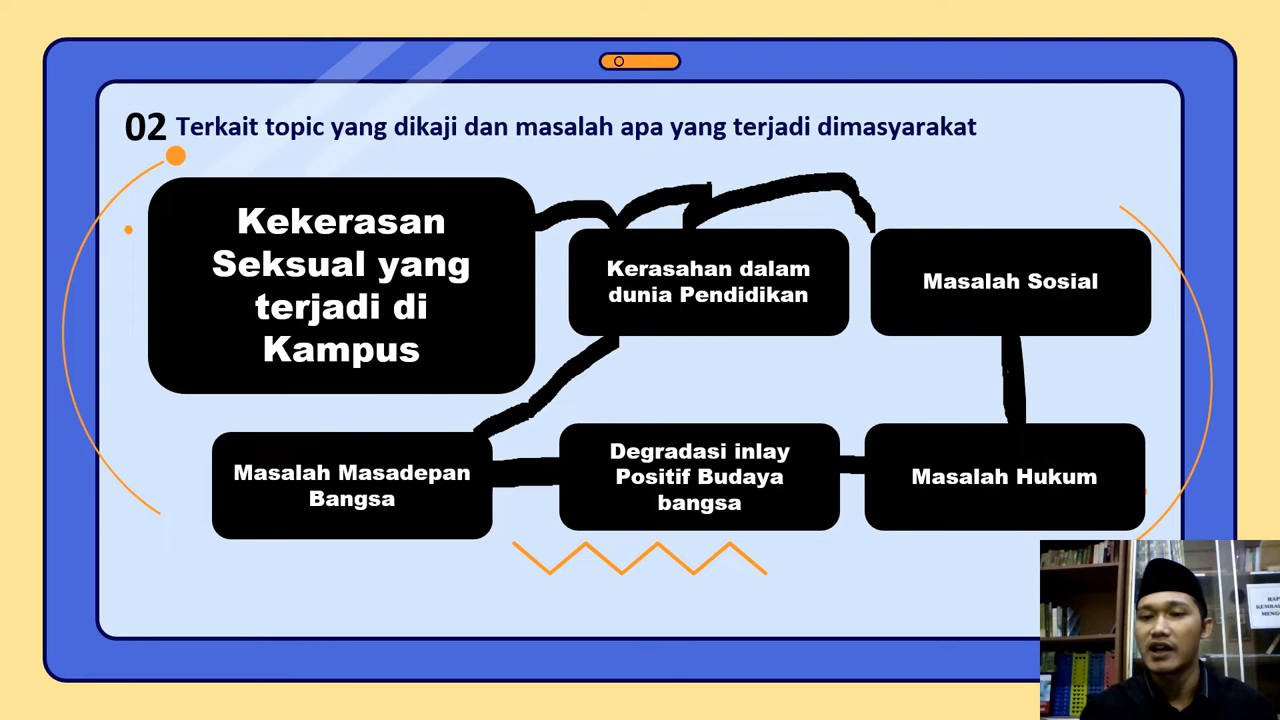 02 Terkait topic yang dikaji dan masalah apa yang terjadi dimasyarakat
Kekerasan
Seksual yang
terjadi di
Kampus
Kerasahan dalam
dunia Pendidikan
Masalah Sosial
Masalah Masadepan
Bangsa
Degradasi inlay
Positif Budaya
bangsa
Masalah Hukum